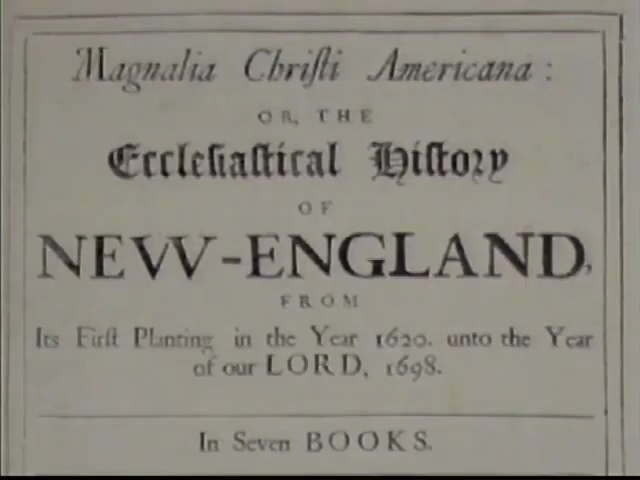 Magnalia Chriſti Americana :
OR, THE
Eccleſiaſtical Hiſtory
OF
NEW-ENGLAND,
FROM
Its Firſt Planting in the Year 1620. unto the Year
of our LORD, 1698.
In Seven BOOKS.